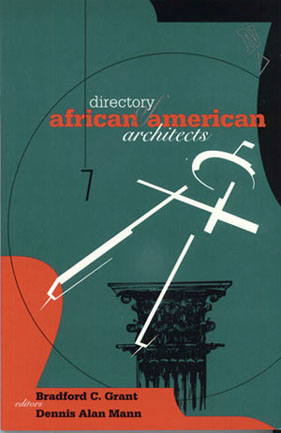 directory
of
african american
architects
7
editors
Bradford C. Grant
Dennis Alan Mann